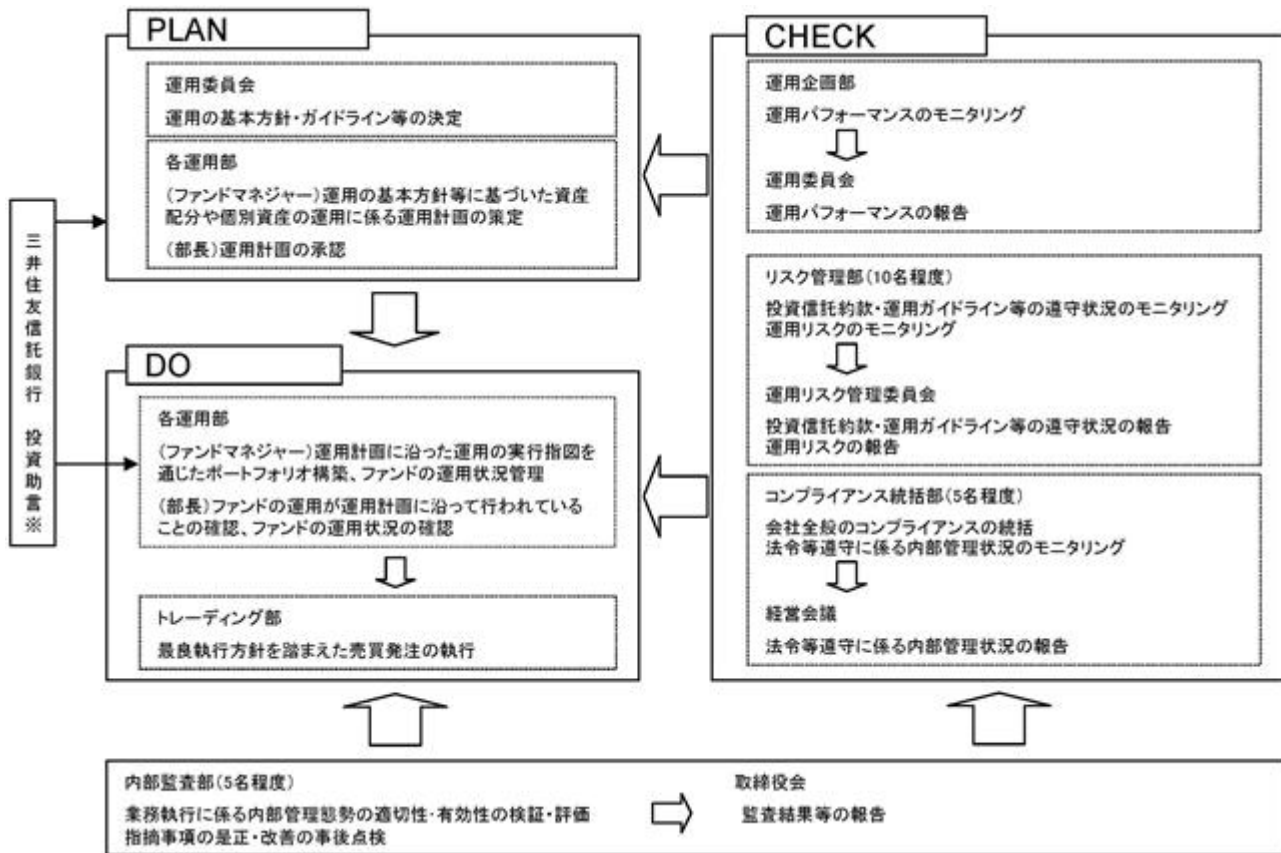 PLAN
運用委員会
運用の基本方針・ガイドライン等の決定
各運用部
(ファンドマネジャー)運用の基本方針等に基づいた資産
配分や個別資産の運用に係る運用計画の策定
(部長)運用計画の承認
三井住友信託銀行 投資助言※
DO
各運用部
(ファンドマネジャー)運用計画に沿った運用の実行指図を
通じたポートフォリオ構築、ファンドの運用状況管理
(部長)ファンドの運用が運用計画に沿って行われている
ことの確認、ファンドの運用状況の確認
トレーディング部
最良執行方針を踏まえた売買発注の執行
CHECK
運用企画部
運用パフォーマンスのモニタリング
運用委員会
運用パフォーマンスの報告
リスク管理部(10名程度)
投資信託約款・運用ガイドライン等の遵守状況のモニタリング
運用リスクのモニタリング
運用リスク管理委員会
投資信託約款・運用ガイドライン等の遵守状況の報告
運用リスクの報告
コンプライアンス統括部(5名程度)
会社全般のコンプライアンスの統括
法令等遵守に係る内部管理状況のモニタリング
経営会議
法令等遵守に係る内部管理状況の報告
内部監査部(5名程度)
業務執行に係る内部管理態勢の適切性・有効性の検証・評価
指摘事項の是正・改善の事後点検
取締役会
監査結果等の報告